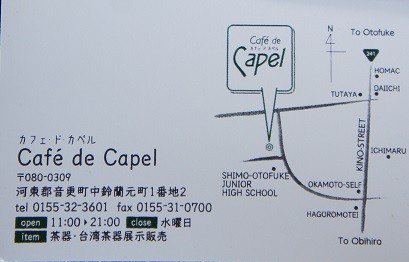 カフェ・ド・カペル
Café de Capel
〒080-0309
河東郡音更町中鈴蘭元町1番地2
tel 0155-32-3601 fax 0155-31-0700
open 11:00▶21:00 close 水曜日
item 茶器・台湾茶器展示販売
Café de
カフェ・ド・カペル
Capel
N
To Otofuke
241
HOMAC
DAIICHI
TUTAYA
KINO-STREET
ICHIMARU
SHIMO-OTOFUKE
JUNIOR
HIGH SCHOOL
OKAMOTO-SELF
HAGOROMOTEI
To Obihira